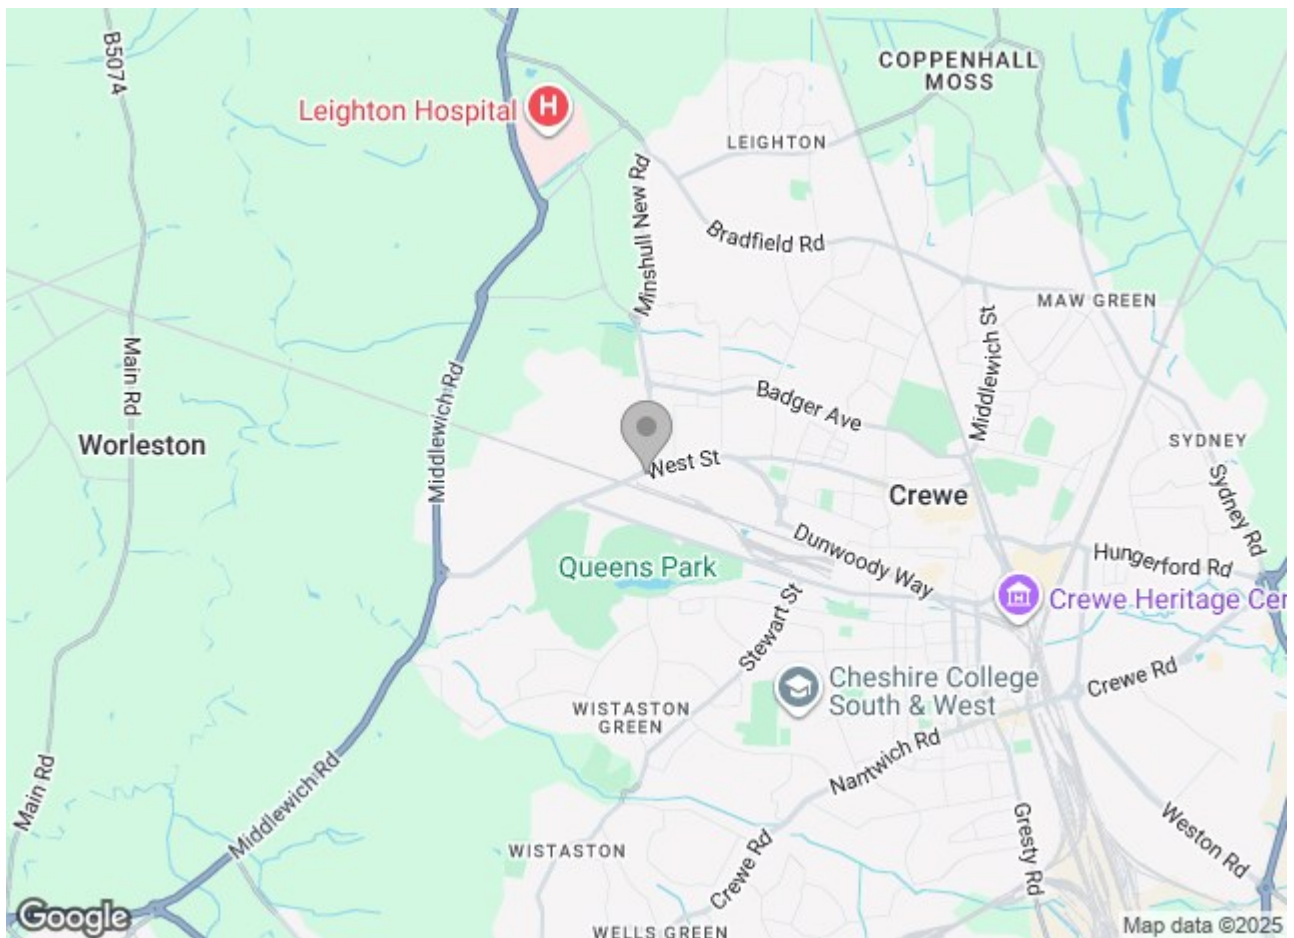 B5074
Leighton Hospital
H
COPPENHALL
MOSS
LEIGHTON
Minshull New Rd
Bradfield Rd
MAW GREEN
Main Rd
Middlewich Rd
Middlewich St
Badger Ave
Worleston
West St
Crewe
SYDNEY
Sydney Rd
Queens Park
Dunwoody Way
Hungerford Rd
Crewe Heritage Cer
Stewart St
Cheshire College
South & West
Crewe Rd
WISTASTON
GREEN
Nantwich Rd
Main Rd
Middlewich Rd
Gresty Rd
Weston Rd
WISTASTON
Crewe Rd
WELLS GREEN
Google
Map data ©2025